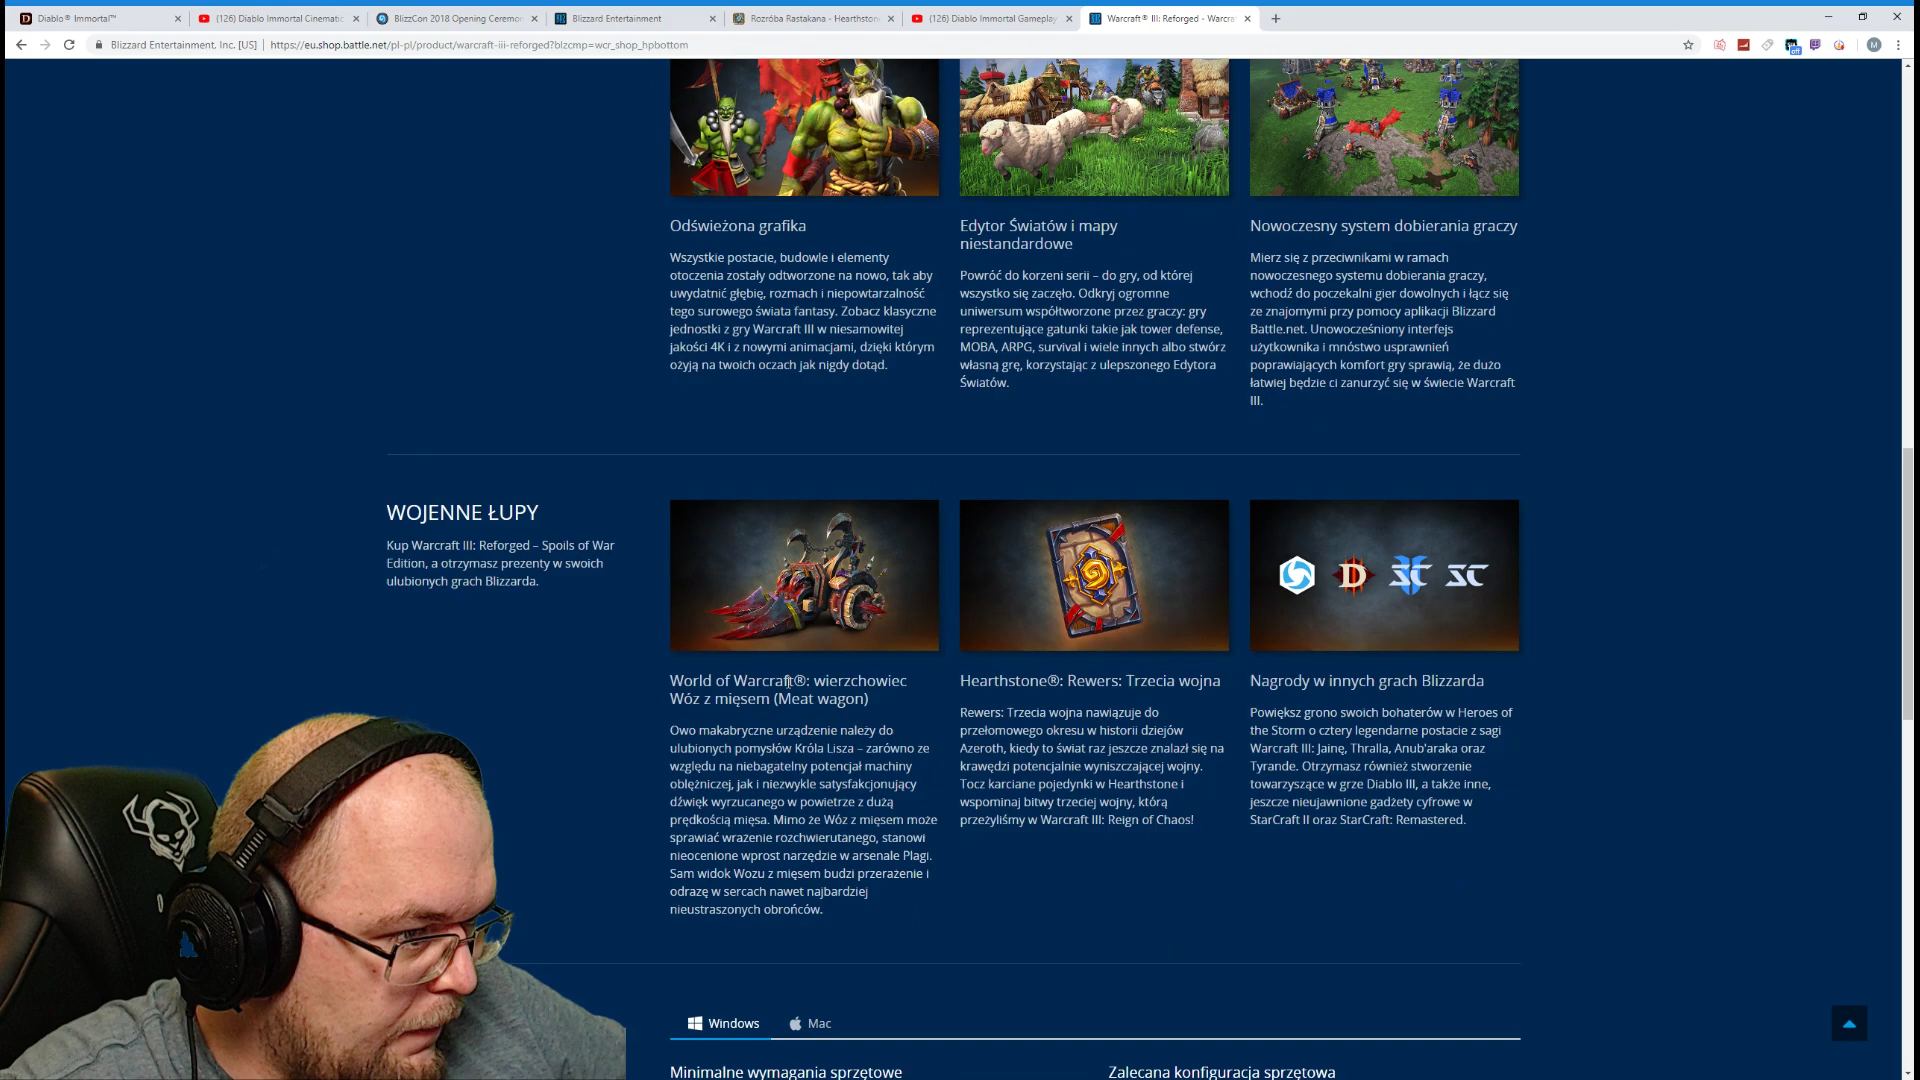 Diablo® Immortal™
(126) Diablo Immortal Cinematic
BlizzCon 2018 Opening Ceremon
Blizzard Entertainment
Rozróba Rastakana - Hearthston
(126) Diablo Immortal Gameplay
Warcraft® III: Reforged - Warcra
Blizzard Entertainment, Inc. [US]
https://eu.shop.battle.net/pl-pl/product/warcraft-iii-reforged?blzcmp=wcr_shop_hpbottom
off
M
Odświeżona grafika
Wszystkie postacie, budowle i elementy
otoczenia zostały odtworzone na nowo, tak aby
uwydatnić głębię, rozmach i niepowtarzalność
tego surowego świata fantasy. Zobacz klasyczne
jednostki z gry Warcraft III w niesamowitej
jakości 4K i z nowymi animacjami, dzięki którym
ożyją na twoich oczach jak nigdy dotąd.
Edytor Światów i mapy
niestandardowe
Powróć do korzeni serii – do gry, od której
wszystko się zaczęło. Odkryj ogromne
uniwersum współtworzone przez graczy: gry
reprezentujące gatunki takie jak tower defense,
MOBA, ARPG, survival i wiele innych albo stwórz
własną grę, korzystając z ulepszonego Edytora
Światów.
Nowoczesny system dobierania graczy
Mierz się z przeciwnikami w ramach
nowoczesnego systemu dobierania graczy,
wchodź do poczekalni gier dowolnych i łącz się
ze znajomymi przy pomocy aplikacji Blizzard
Battle.net. Unowocześniony interfejs
użytkownika i mnóstwo usprawnień
poprawiających komfort gry sprawią, że dużo
łatwiej będzie ci zanurzyć się w świecie Warcraft
III.
WOJENNE ŁUPY
Kup Warcraft III: Reforged – Spoils of War
Edition, a otrzymasz prezenty w swoich
ulubionych grach Blizzarda.
D
SC
SC
World of Warcraft®: wierzchowiec
Wóz z mięsem (Meat wagon)
Owo makabryczne urządzenie należy do
ulubionych pomysłów Króla Lisza – zarówno ze
względu na niebagatelny potencjał machiny
oblężniczej, jak i niezwykle satysfakcjonujący
dźwięk wyrzucanego w powietrze z dużą
prędkością mięsa. Mimo że Wóz z mięsem może
sprawiać wrażenie rozchwierutanego, stanowi
nieocenione wprost narzędzie w arsenale Plagi.
Sam widok Wozu z mięsem budzi przerażenie i
odrazę w sercach nawet najbardziej
nieustraszonych obrońców.
Hearthstone®: Rewers: Trzecia wojna
Rewers: Trzecia wojna nawiązuje do
przełomowego okresu w historii dziejów
Azeroth, kiedy to świat raz jeszcze znalazł się na
krawędzi potencjalnie wyniszczającej wojny.
Tocz karciane pojedynki w Hearthstone i
wspominaj bitwy trzeciej wojny, którą
przeżyliśmy w Warcraft III: Reign of Chaos!
Nagrody w innych grach Blizzarda
Powiększ grono swoich bohaterów w Heroes of
the Storm o cztery legendarne postacie z sagi
Warcraft III: Jainę, Thralla, Anub'araka oraz
Tyrande. Otrzymasz również stworzenie
towarzyszące w grze Diablo III, a także inne,
jeszcze nieujawnione gadżety cyfrowe w
StarCraft II oraz StarCraft: Remastered.
Windows
Mac
Minimalne wymagania sprzętowe
Zalecana konfiguracja sprzętowa